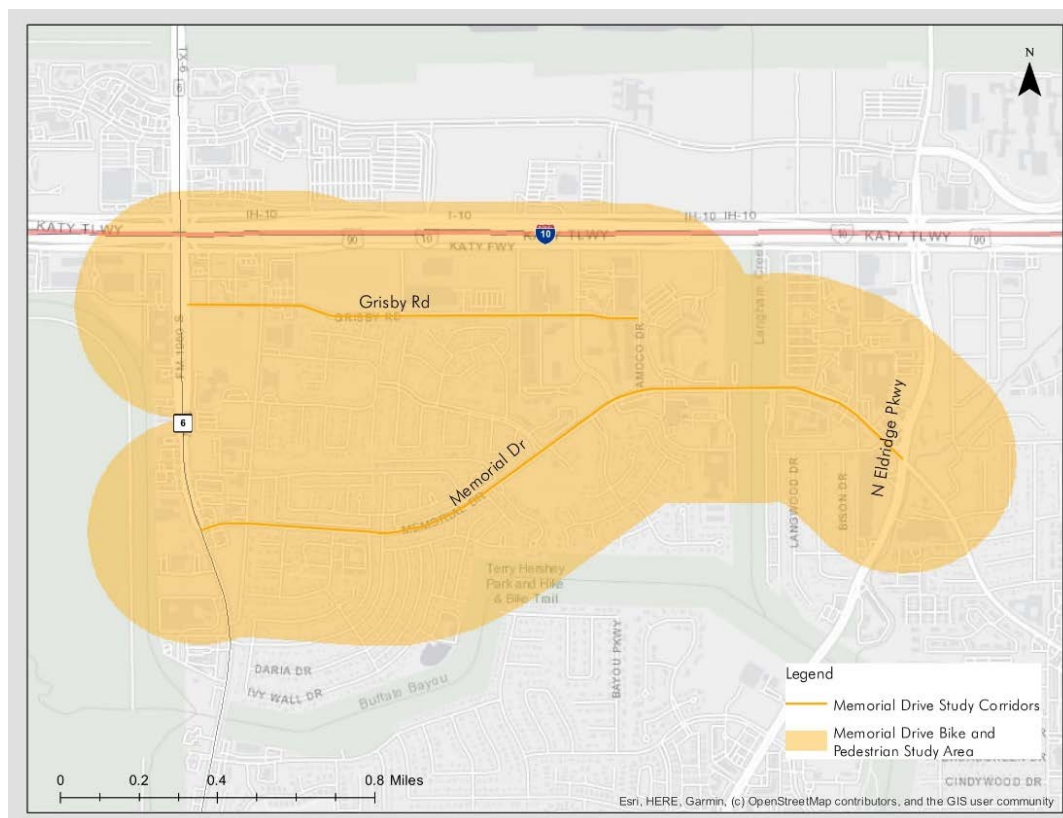 N
TX-6
6
IH-10
I-10
IH-10
IH-10
KATY TLWY
90
10
KATY FWY
KATY TLWY
10
10
KATY TLWY
90
Langham Creek
Grisby Rd
GRISBY RD
FM 1960 S
AMOCO DR
6
Memorial Dr
MEMORIAL DR
N Eldridge Pkwy
LANGWOOD DR
BISON DR
Terry Hershey
Park and Hike
& Bike Trail
DARIA DR
IVY WALL DR
Buffalo Bayou
BAYOU PKWY
Legend
Memorial Drive Study Corridors
Memorial Drive Bike and
Pedestrian Study Area
CINDYWOOD DR
0 0.2 0.4 0.8 Miles
Esri, HERE, Garmin, (c) OpenStreetMap contributors, and the GIS user community